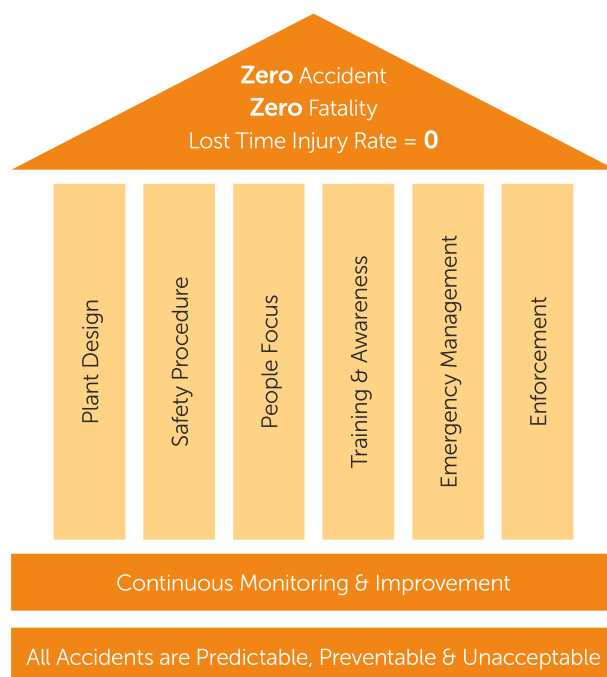 Zero Accident
Zero Fatality
Lost Time Injury Rate = 0
Plant Design
Safety Procedure
People Focus
Training & Awareness
Emergency Management
Enforcement
Continuous Monitoring & Improvement
All Accidents are Predictable, Preventable & Unacceptable